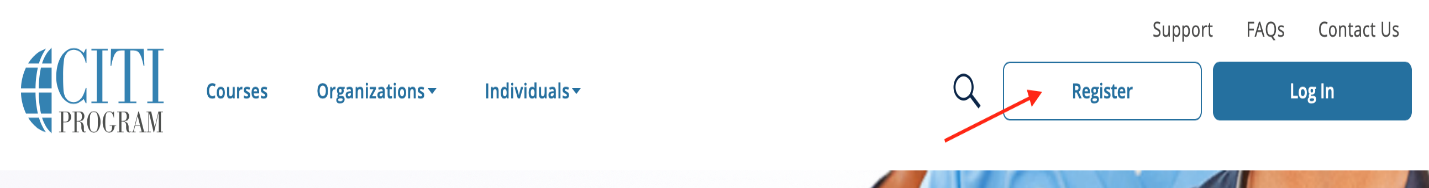 Support FAQs Contact Us
CITI
PROGRAM
Courses Organizations Individuals Register Log In